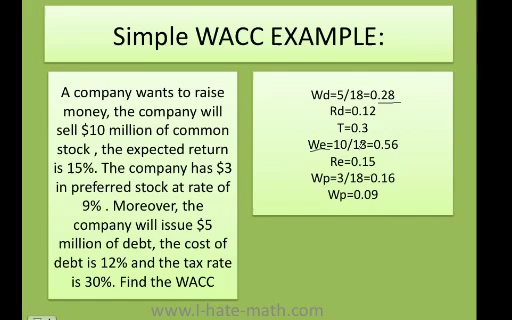 Simple WACC EXAMPLE:
A company wants to raise
money, the company will
sell $10 million of common
stock , the expected return
is 15%. The company has $3
in preferred stock at rate of
9% . Moreover, the
company will issue $5
million of debt, the cost of
debt is 12% and the tax rate
is 30%. Find the WACC
Wd=5/18=0.28
Rd=0.12
T=0.3
We=10/18=0.56
Re=0.15
Wp=3/18=0.16
Wp=0.09
www.I-hate-math.com